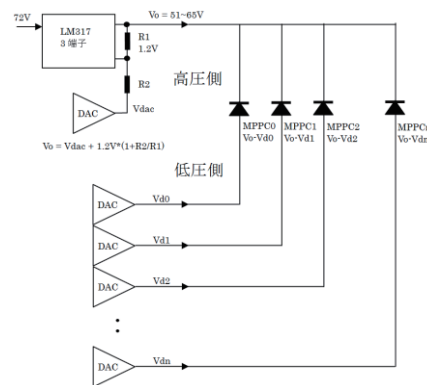 72V
LM317
3 端子
R1
1.2V
Vo = 51~65V
R2
高圧側
DAC
Vdac
Vo = Vdac + 1.2V*(1+R2/R1)
MPPC0
Vo-Vd0
MPPC1
Vo-Vd1
MPPC2
Vo-Vd2
Vo-Vdn
低圧側
DAC
Vd0
DAC
Vd1
DAC
Vd2
:
DAC
Vdn